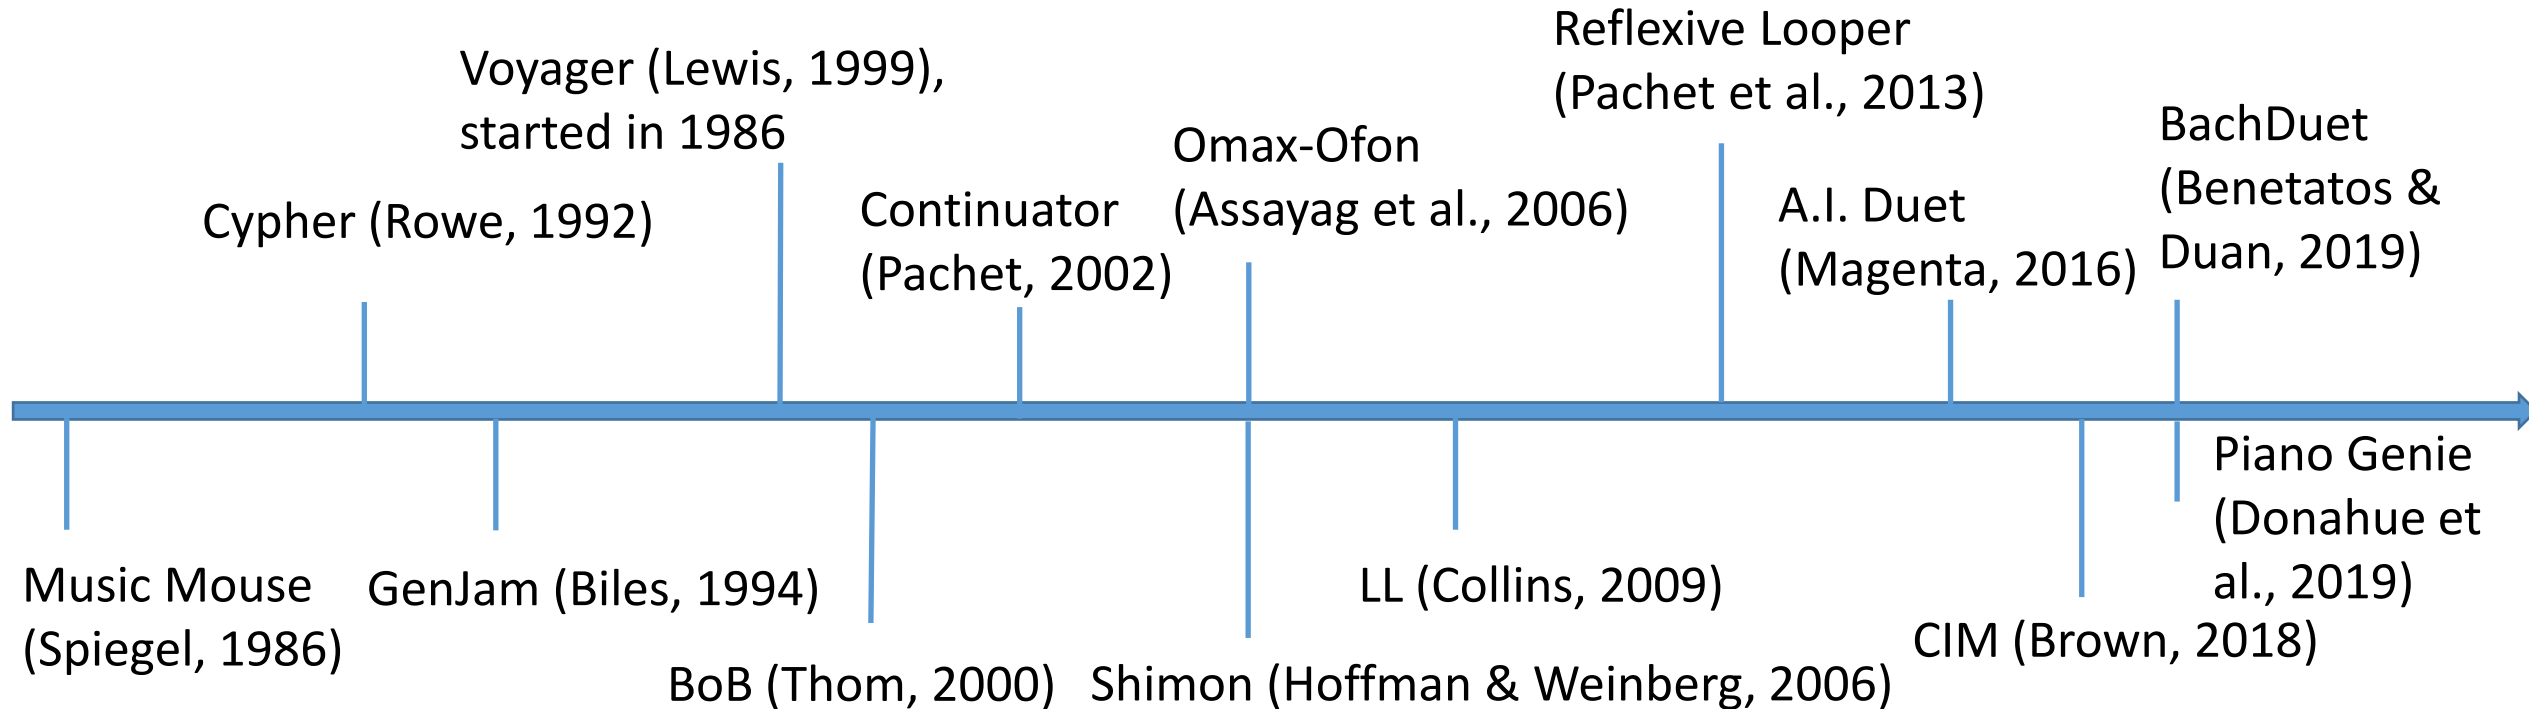 Reflexive Looper
(Pachet et al., 2013)
Voyager (Lewis, 1999),
started in 1986
BachDuet
(Benetatos &
Duan, 2019)
Omax-Ofon
(Assayag et al., 2006)
Cypher (Rowe, 1992)
Continuator
(Pachet, 2002)
A.I. Duet
(Magenta, 2016)
Piano Genie
(Donahue et
al., 2019)
Music Mouse
(Spiegel, 1986)
GenJam (Biles, 1994)
LL (Collins, 2009)
CIM (Brown, 2018)
BoB (Thom, 2000)
Shimon (Hoffman & Weinberg, 2006)